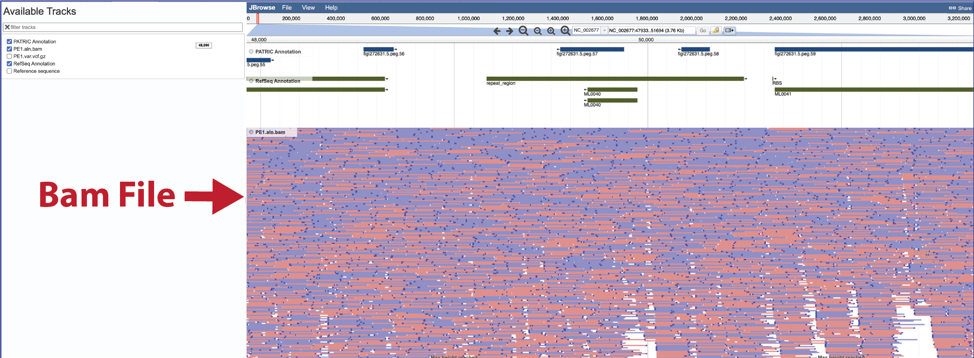 Available Tracks
filter tracks
PATRIC Annotation
PE1.aln.bam
PE1.var.vcf.gz
RefSeq Annotation
Reference sequence
JBrowse File View Help Share
0 200,000 400,000 600,000 800,000 1,000,000 1,200,000 1,400,000 1,600,000 1,800,000 2,000,000 2,200,000 2,400,000 2,600,000 2,800,000 3,000,000 3,200,000
NC_002677 NC_002677:47933..51694 (3.76 Kb) Go
48,000 50,000
PATRIC Annotation
fig|272631.5.peg.56 fig|272631.5.peg.57 fig|272631.5.peg.58 fig|272631.5.peg.59
5.peg.55
RefSeq Annotation
repeat_region RBS
ML0040 ML0041
ML0040
PE1.aln.bam
Bam File